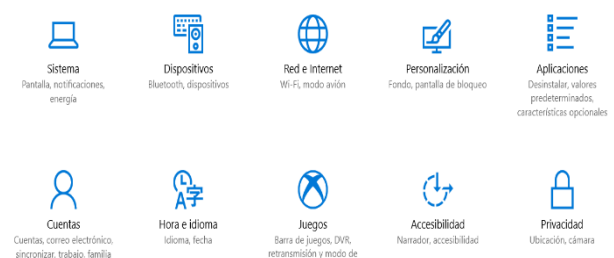 Sistema
Pantalla, notificaciones,
energía
Dispositivos
Bluetooth, dispositivos
Red e Internet
Wi-Fi, modo avión
Personalización
Fondo, pantalla de bloqueo
Aplicaciones
Desinstalar, valores
predeterminados,
características opcionales
Cuentas
Cuentas, correo electrónico,
sincronizar, trabajo, familia
A字
Hora e idioma
Idioma, fecha
Juegos
Barra de juegos, DVR,
retransmisión y modo de
Accesibilidad
Narrador, accesibilidad
Privacidad
Ubicación, cámara